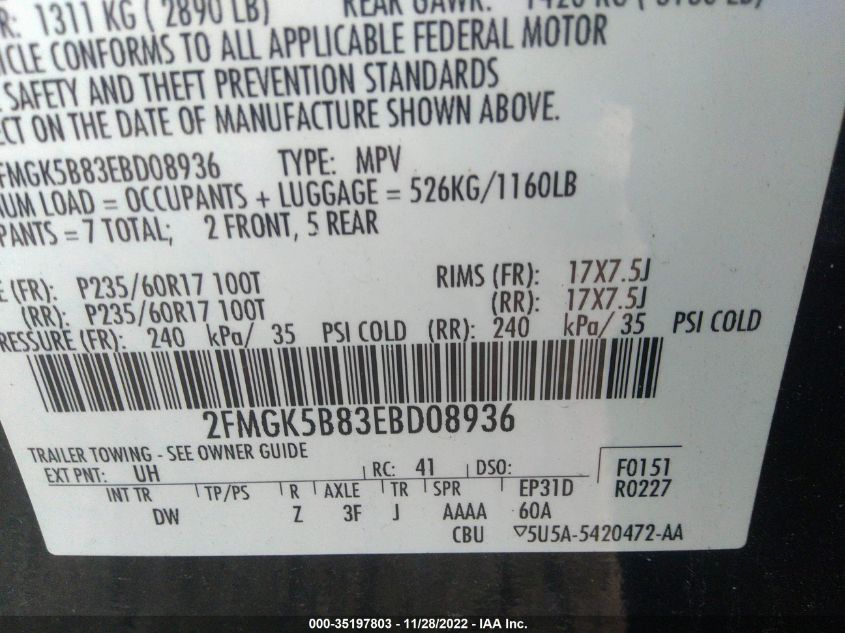 R: 1311 KG ( 2890 LB) REAR GAWR: 1420 KG (
ICLE CONFORMS TO ALL APPLICABLE FEDERAL MOTOR
SAFETY AND THEFT PREVENTION STANDARDS
ECT ON THE DATE OF MANUFACTURE SHOWN ABOVE.
FMGK5B83EBD08936 TYPE: MPV
NUM LOAD = OCCUPANTS + LUGGAGE = 526KG/1160LB
PANTS = 7 TOTAL; 2 FRONT, 5 REAR
E (FR): P235/60R17 100T RIMS (FR): 17X7.5J
(RR): P235/60R17 100T (RR): 17X7.5J
RESSURE (FR): 240 kPa/ 35 PSI COLD (RR): 240 kPa/ 35 PSI COLD
2FMGK5B83EBD08936
TRAILER TOWING - SEE OWNER GUIDE
EXT PNT: UH RC: 41 DSO: F0151
INT TR TP/PS R AXLE TR SPR EP31D R0227
DW Z 3F J AAAA 60A
CBU ▽5U5A-5420472-AA
000-35197803 - 11/28/2022 - IAA Inc.